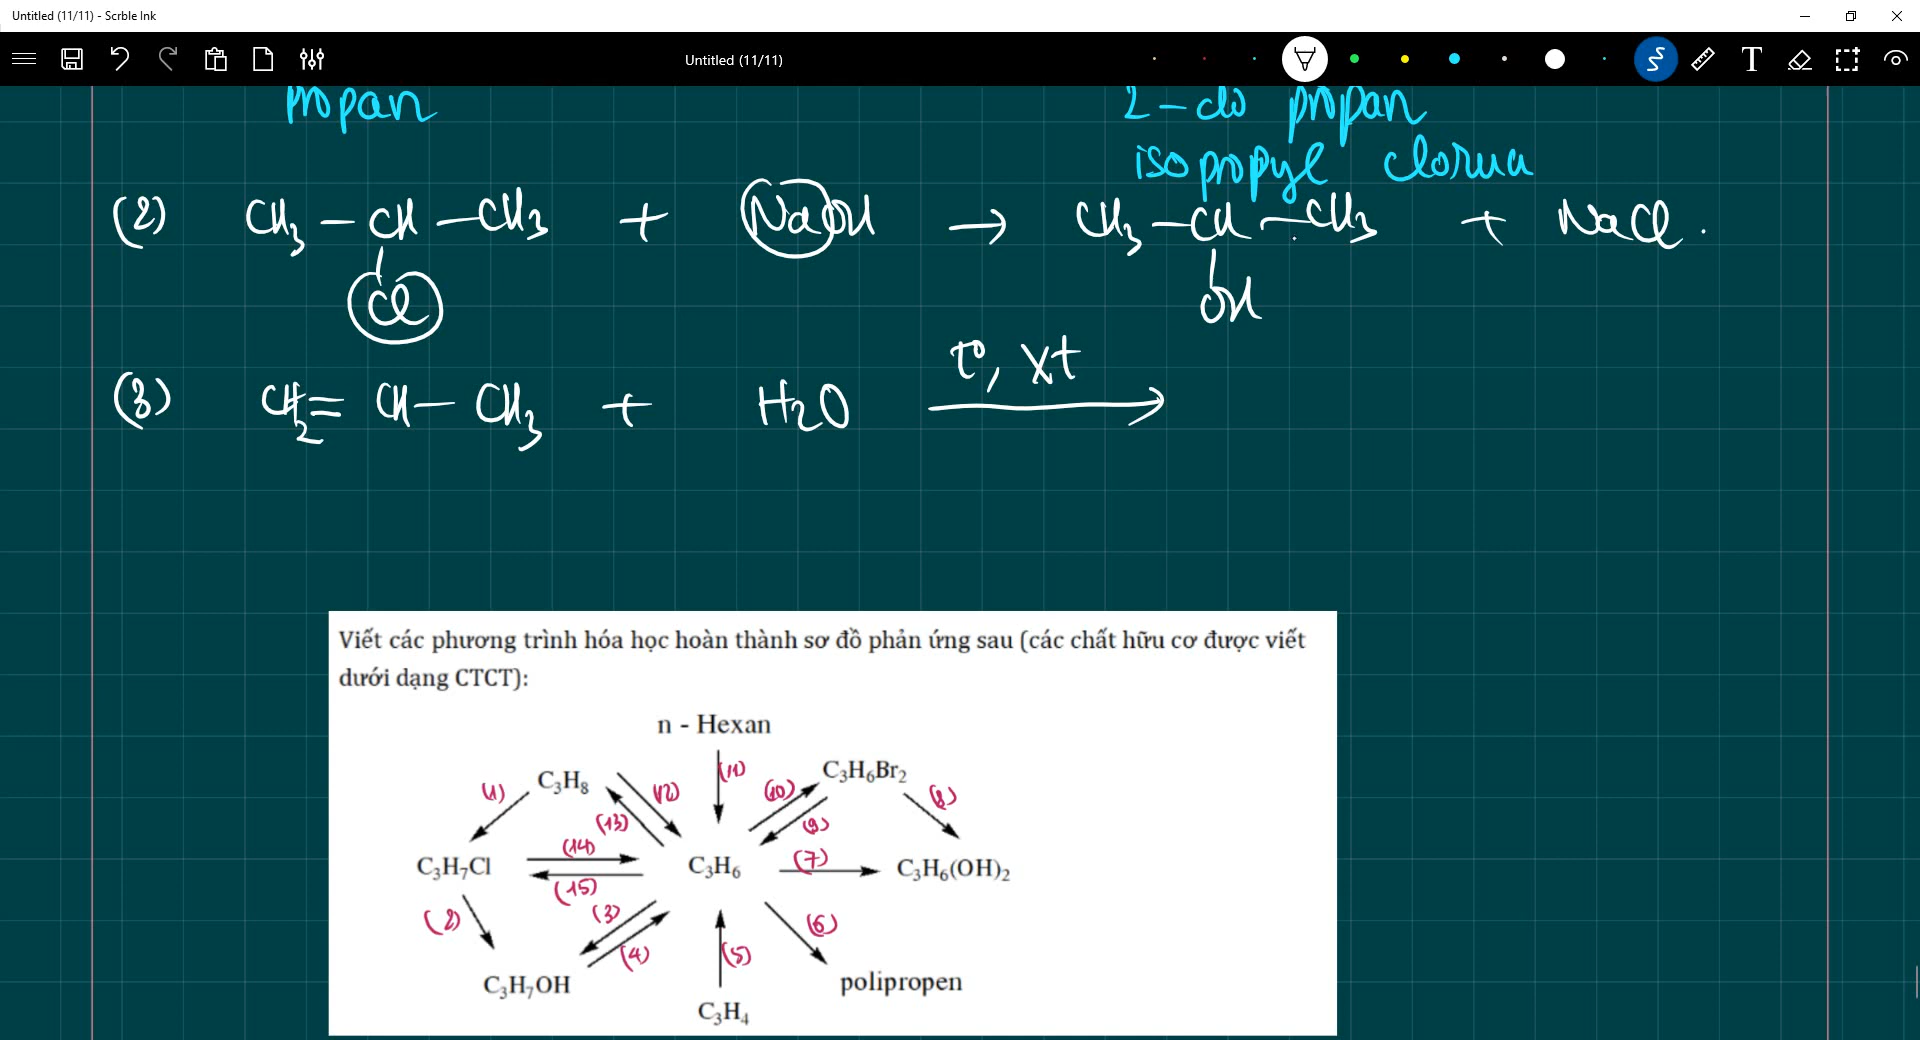 Untitled (11/11) - Scrble Ink
Untitled (11/11)
propan
2-clo propan
isopropyl clorua
(2) CH3 – CH – CH3 + NaOH → CH3 – CH – CH3 + NaCl.
Cl
OH
t°, xt
(3) CH2 = CH – CH3 + H2O →
Viết các phương trình hóa học hoàn thành sơ đồ phản ứng sau (các chất hữu cơ được viết
dưới dạng CTCT):
n - Hexan
(1) C3H8 (12) (11) (10) C3H6Br2 (8)
(13) (9)
C3H7Cl (14) C3H6 (7) C3H6(OH)2
(15)
(2) (3) (4) (5) (6)
C3H7OH polipropen
C3H4